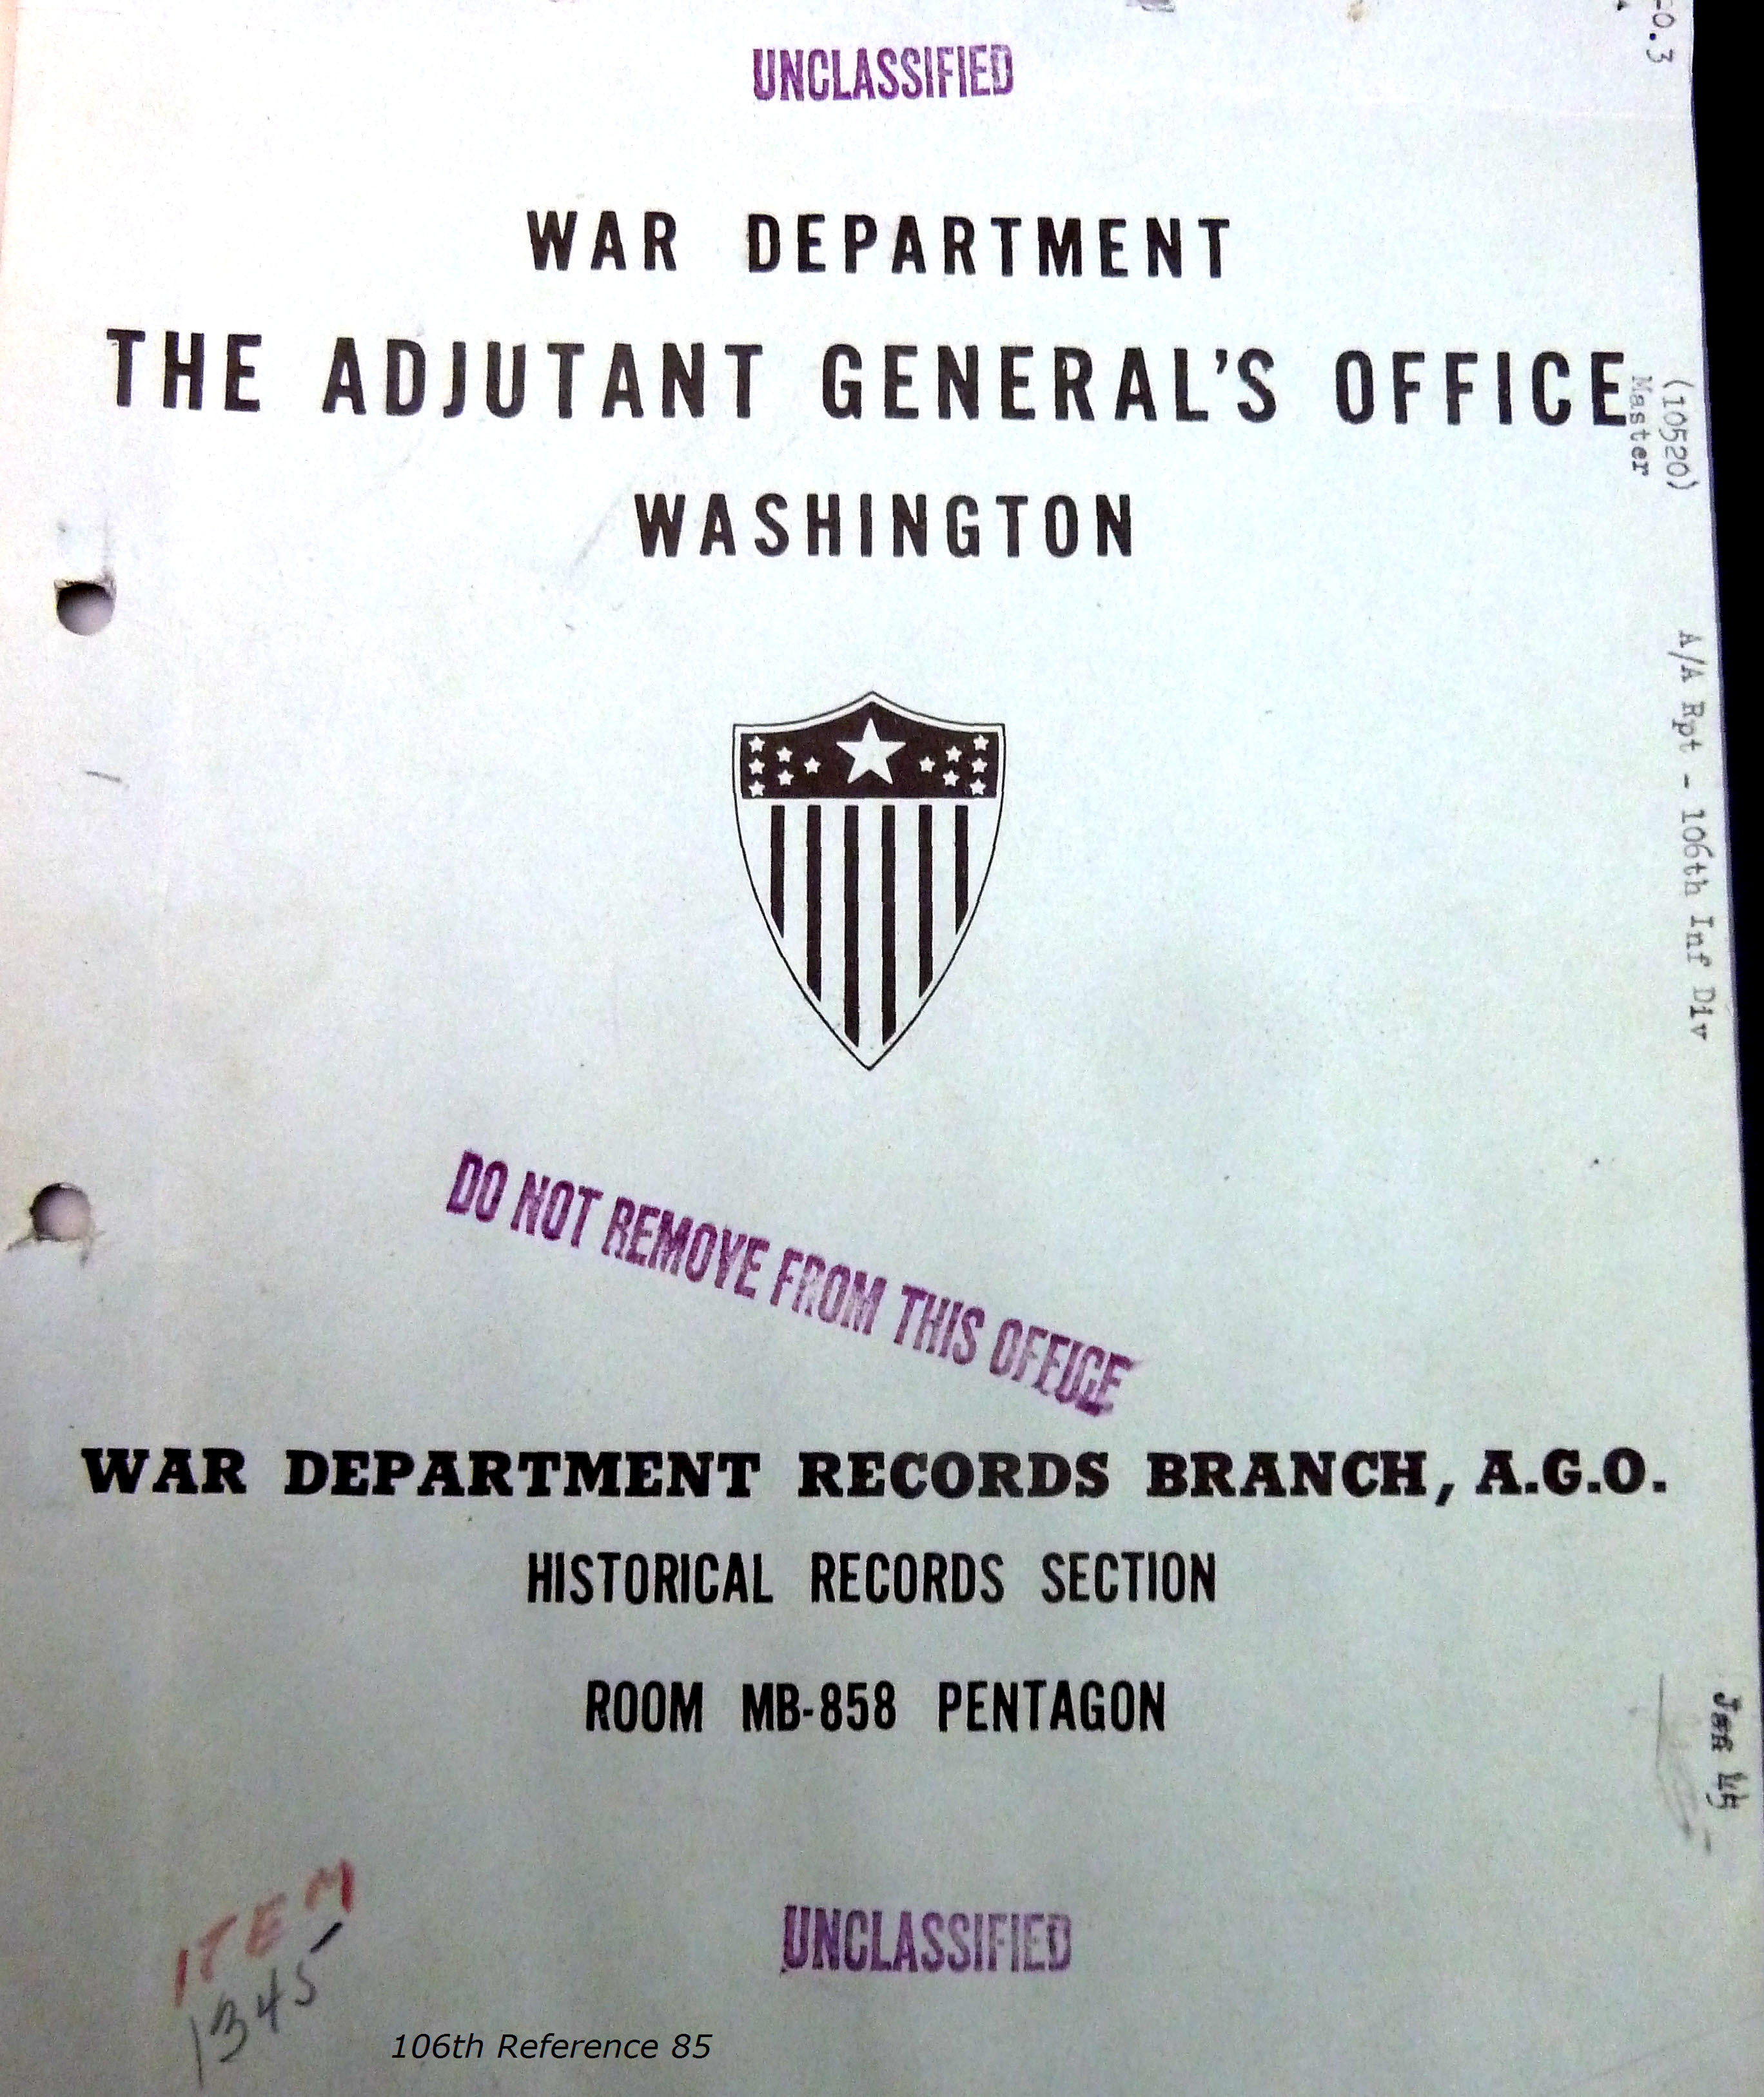 -0.3
UNCLASSIFIED
WAR DEPARTMENT
THE ADJUTANT GENERAL'S OFFICE
WASHINGTON
(10520)
Master
A/A Rpt - 106th Inf Div
DO NOT REMOVE FROM THIS OFFICE
WAR DEPARTMENT RECORDS BRANCH, A.G.O.
HISTORICAL RECORDS SECTION
ROOM MB-858 PENTAGON
Jan 45
UNCLASSIFIED
ITEM
1345
106th Reference 85